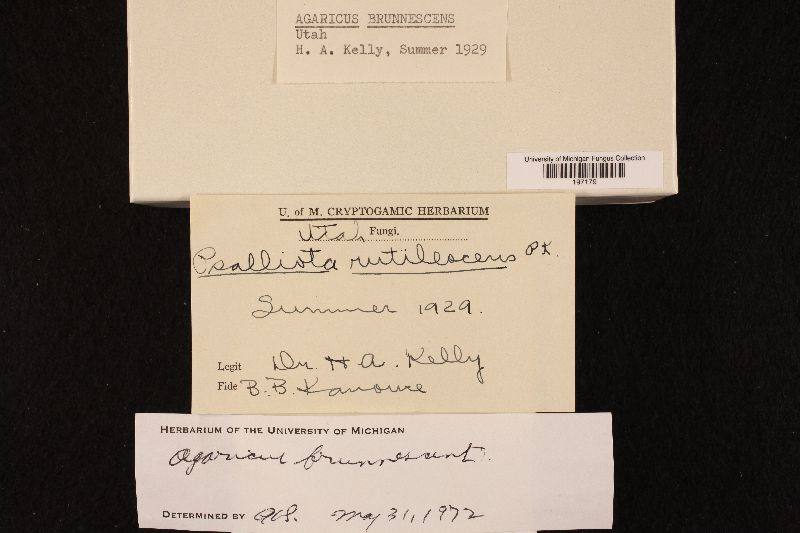 AGARICUS BRUNNESCENS
Utah
H. A. Kelly, Summer 1929
University of Michigan Fungus Collection
197179
U. of M. CRYPTOGAMIC HERBARIUM
Utah Fungi.
Psalliota rutilescens Pk.
Summer 1929.
Legit Dr. H A. Kelly
Fide B. B. Kanouse
HERBARIUM OF THE UNIVERSITY OF MICHIGAN
Agaricus brunnescens
DETERMINED BY AHS. May 31, 1972